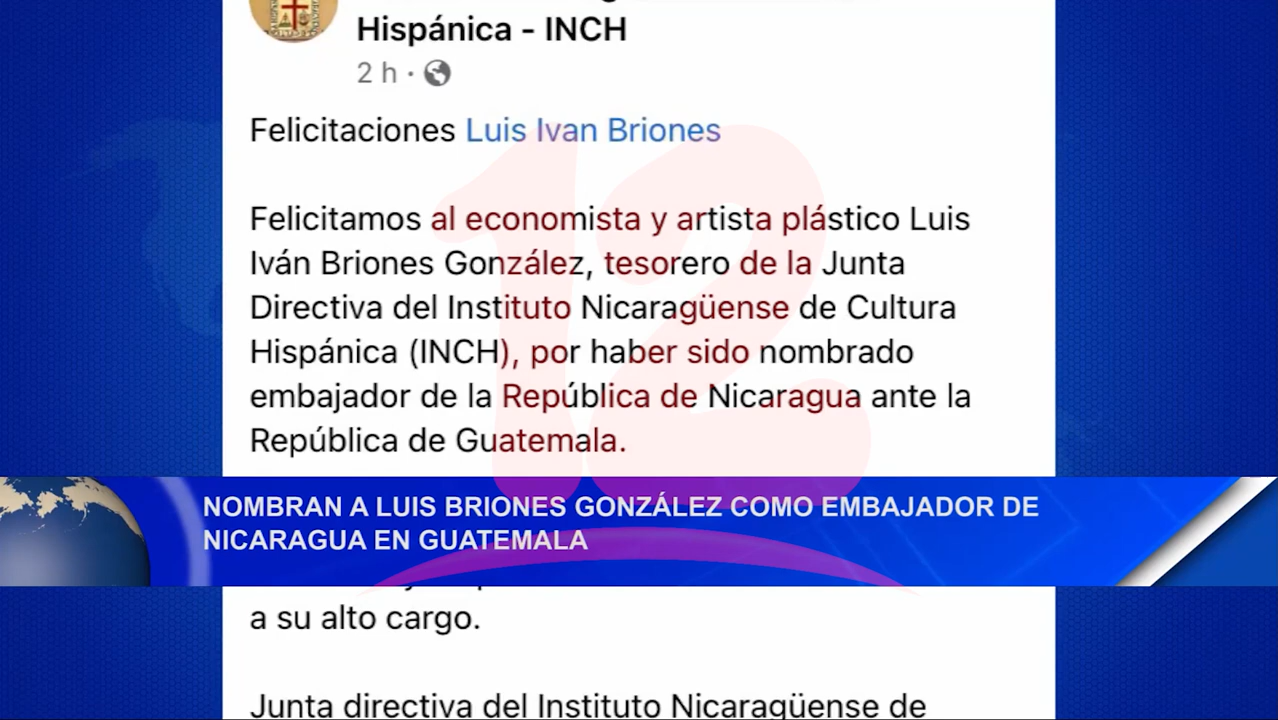 Hispánica - INCH
2 h ·
Felicitaciones Luis Ivan Briones
Felicitamos al economista y artista plástico Luis
Iván Briones González, tesorero de la Junta
Directiva del Instituto Nicaragüense de Cultura
Hispánica (INCH), por haber sido nombrado
embajador de la República de Nicaragua ante la
República de Guatemala.
12
NOMBRAN A LUIS BRIONES GONZÁLEZ COMO EMBAJADOR DE
NICARAGUA EN GUATEMALA
a su alto cargo.
Junta directiva del Instituto Nicaragüense de